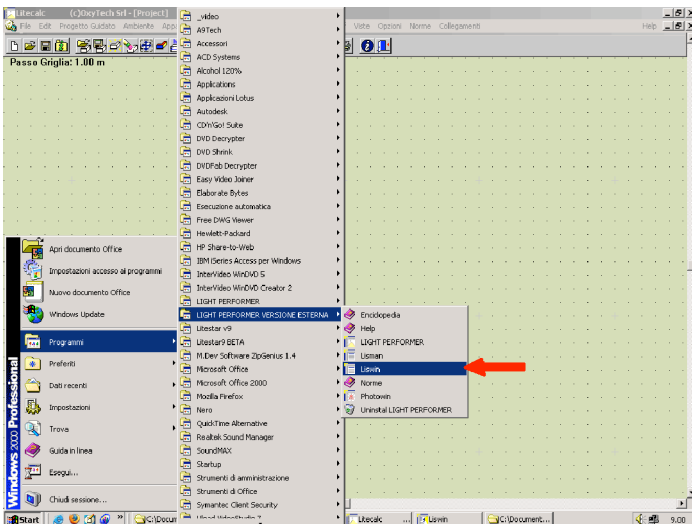 Litecalc (c)OxyTech Srl - [Project]
File Edit Progetto Guidato Ambiente Viste Opzioni Norme Collegamenti Help
Passo Griglia: 1.00 m
_video
A9Tech
Accessori
ACD Systems
Alcohol 120%
Applications
Applicazioni Lotus
Autodesk
CD'n'Go! Suite
DVD Decrypter
DVD Shrink
DVDFab Decrypter
Easy Video Joiner
Elaborate Bytes
Esecuzione automatica
Free DWG Viewer
Hewlett-Packard
HP Share-to-Web
IBM iSeries Access per Windows
InterVideo WinDVD 5
InterVideo WinDVD Creator 2
LIGHT PERFORMER
LIGHT PERFORMER VERSIONE ESTERNA
Litestar v9
Litestar9 BETA
M.Dev Software ZipGenius 1.4
Microsoft Office
Microsoft Office 2000
Mozilla Firefox
Nero
QuickTime Alternative
Realtek Sound Manager
SoundMAX
Startup
Strumenti di amministrazione
Strumenti di Office
Symantec Client Security
Enciclopedia
Help
LIGHT PERFORMER
Lisman
Liswin
Norme
Photowin
Uninstal LIGHT PERFORMER
Apri documento Office
Impostazioni accesso ai programmi
Nuovo documento Office
Windows Update
Programmi
Preferiti
Dati recenti
Impostazioni
Trova
Guida in linea
Esegui...
Chiudi sessione...
Windows 2000 Professional
Start
»
C:\Docum
Litecalc ...
Liswin
C:\Document...
9.00